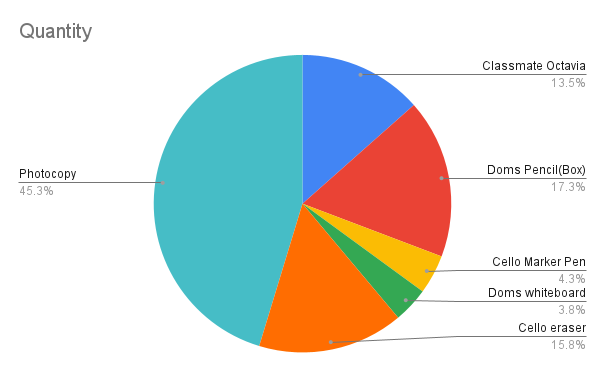 Quantity
Classmate Octavia
13.5%
Doms Pencil(Box)
17.3%
Cello Marker Pen
4.3%
Doms whiteboard
3.8%
Cello eraser
15.8%
Photocopy
45.3%